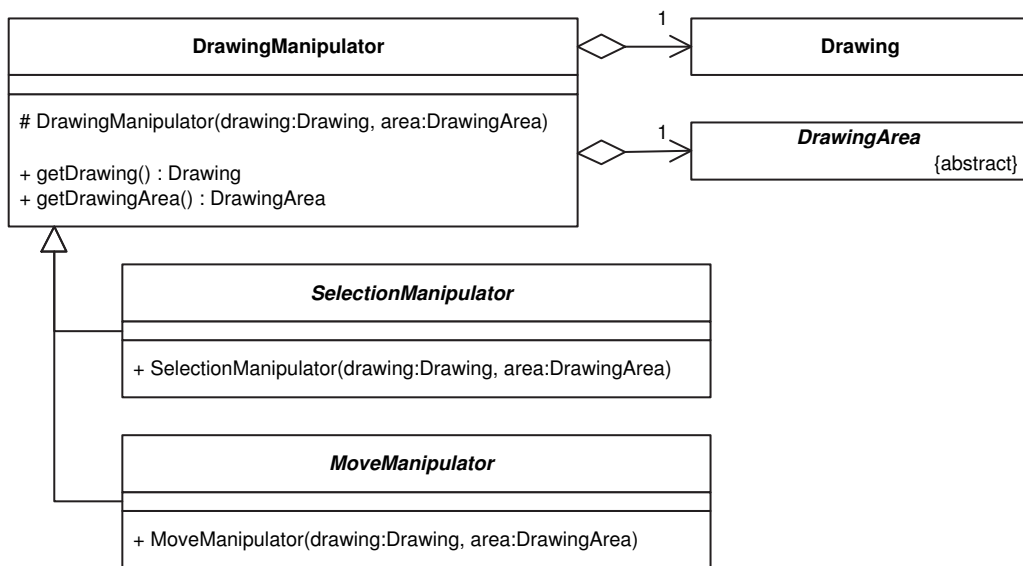 DrawingManipulator
1
Drawing
# DrawingManipulator(drawing:Drawing, area:DrawingArea)
+ getDrawing() : Drawing
+ getDrawingArea() : DrawingArea
1
DrawingArea
{abstract}
SelectionManipulator
+ SelectionManipulator(drawing:Drawing, area:DrawingArea)
MoveManipulator
+ MoveManipulator(drawing:Drawing, area:DrawingArea)